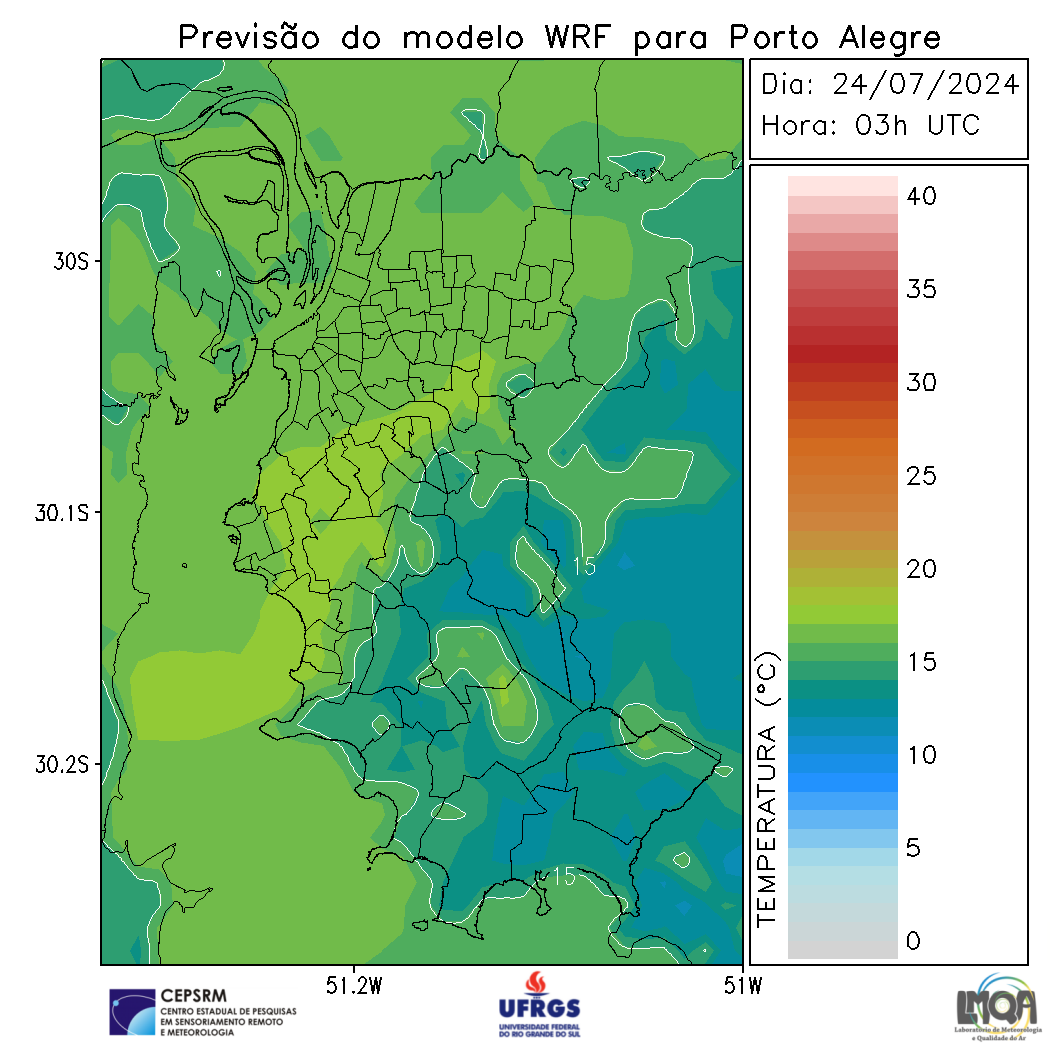 Previsão do modelo WRF para Porto Alegre
Dia: 24/07/2024
Hora: 03h UTC
40
35
30
25
20
15
10
5
0
TEMPERATURA (°C)
30S
30.1S
30.2S
15
15
51.2W
51W
CEPSRM
CENTRO ESTADUAL DE PESQUISAS
EM SENSORIAMENTO REMOTO
E METEOROLOGIA
UFRGS
UNIVERSIDADE FEDERAL
DO RIO GRANDE DO SUL
LMQA
Laboratório de Meteorologia
e Qualidade do Ar